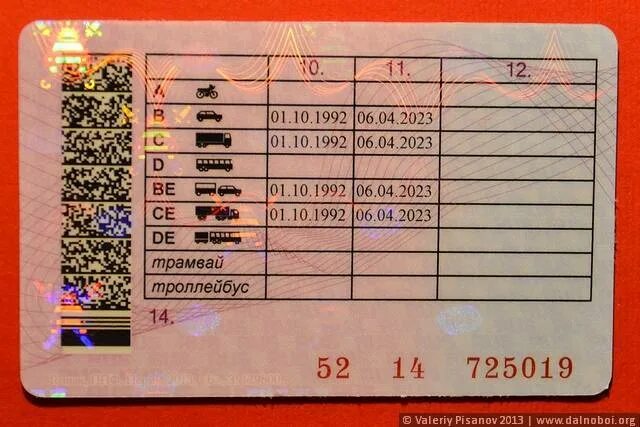 10. 11. 12.
A
B 01.10.1992 06.04.2023
C 01.10.1992 06.04.2023
D
BE 01.10.1992 06.04.2023
CE 01.10.1992 06.04.2023
DE
трамвай
троллейбус
14.
52 14 725019
© Valeriy Pisanov 2013 | www.dalnoboi.org